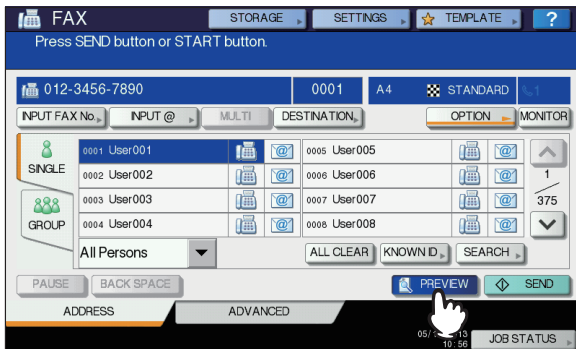 FAX STORAGE SETTINGS TEMPLATE ?
Press SEND button or START button.
012-3456-7890 0001 A4 STANDARD 1
INPUT FAX No. INPUT @ MULTI DESTINATION OPTION MONITOR
SINGLE
0001 User001 0005 User005
0002 User002 0006 User006
1
0003 User003 0007 User007
375
GROUP
0004 User004 0008 User008
All Persons ALL CLEAR KNOWN ID SEARCH
PAUSE BACK SPACE PREVIEW SEND
ADDRESS ADVANCED
10:56 JOB STATUS